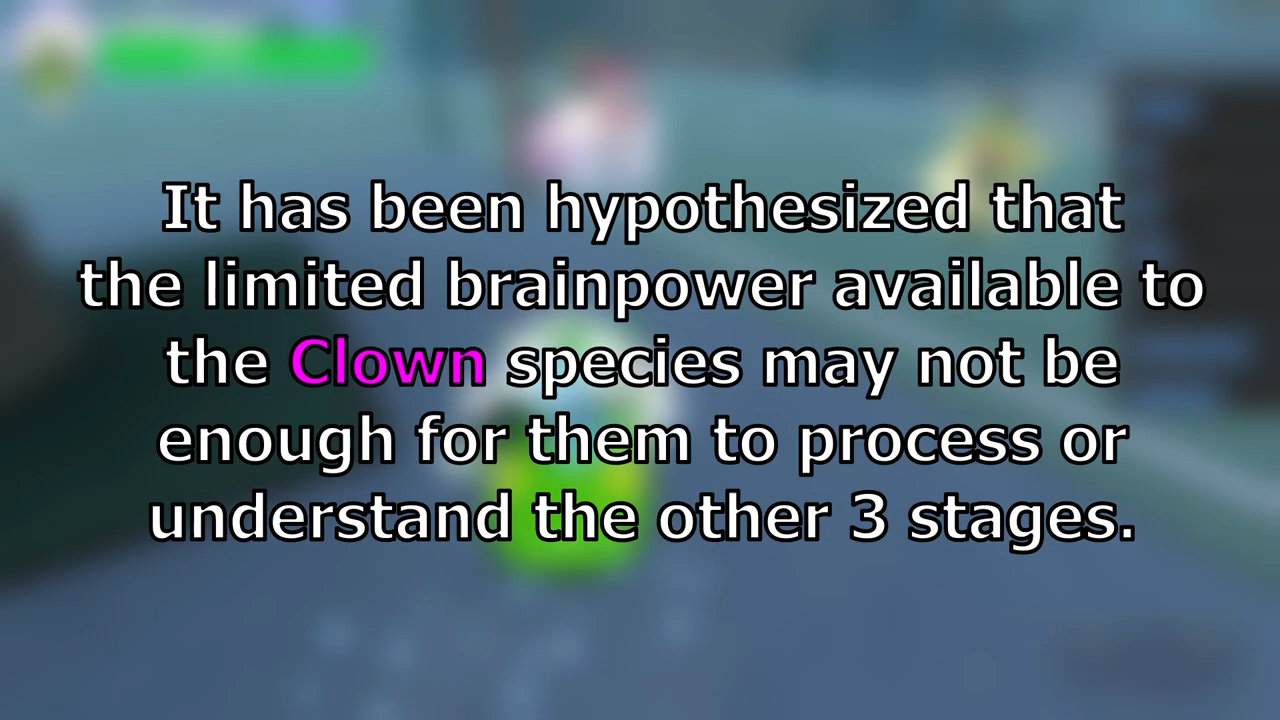 It has been hypothesized that
the limited brainpower available to
the Clown species may not be
enough for them to process or
understand the other 3 stages.